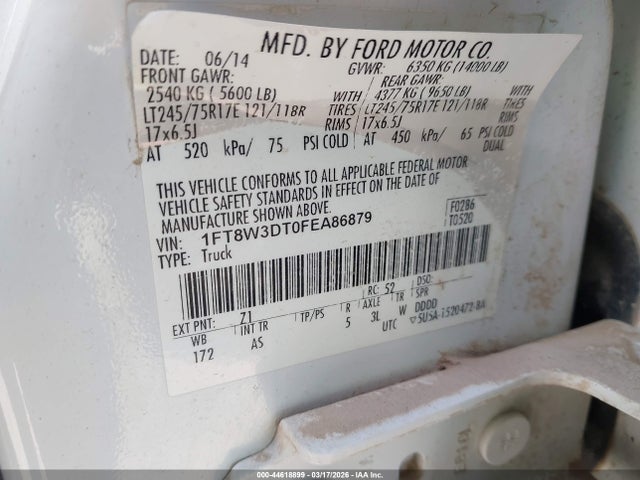 MFD. BY FORD MOTOR CO.
DATE: 06/14 GVWR: 6350 KG (14000 LB)
FRONT GAWR: REAR GAWR:
2540 KG ( 5600 LB) WITH 4377 KG ( 9650 LB) WITH
LT245/75R17E 121/118R TIRES LT245/75R17E 121/118R TIRES
17x6.5J RIMS 17x6.5J RIMS
AT 520 kPa/ 75 PSI COLD AT 450 kPa/ 65 PSI COLD
DUAL
THIS VEHICLE CONFORMS TO ALL APPLICABLE FEDERAL MOTOR
VEHICLE SAFETY STANDARDS IN EFFECT ON THE DATE OF
MANUFACTURE SHOWN ABOVE.
VIN: 1FT8W3DT0FEA86879 F0286
TYPE: Truck T0520
EXT PNT: Z1 RC: 52 DSO:
WB INT TR TP/PS R AXLE TR SPR
172 AS 5 3L W DDDD
UTC ▽5U5A-1520472-BA
000-44618899 - 03/17/2026 - IAAI.COM